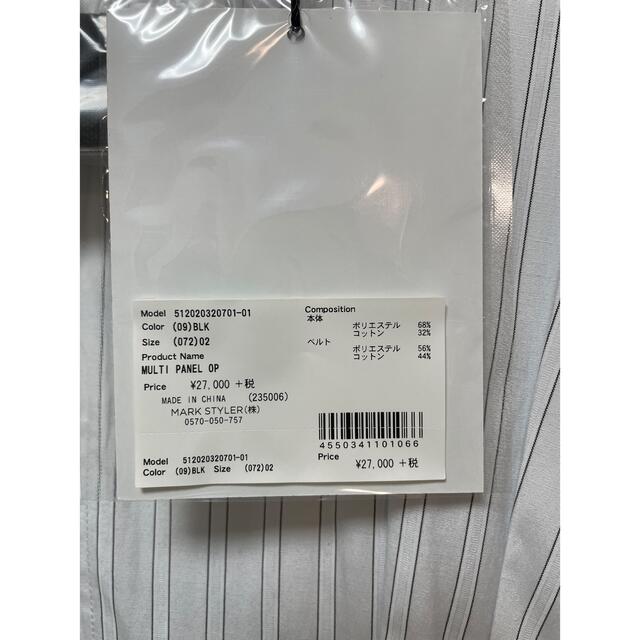 Model 512020320701-01
Color (09)BLK
Size (072)02
Product Name
MULTI PANEL OP
Price ¥27,000 +税
MADE IN CHINA (235006)
MARK STYLER(株)
0570-050-757
Composition
本体
ポリエステル 68%
コットン 32%
ベルト
ポリエステル 56%
コットン 44%
4550341101066
Model 512020320701-01
Color (09)BLK Size (072)02
Price
¥27,000 +税